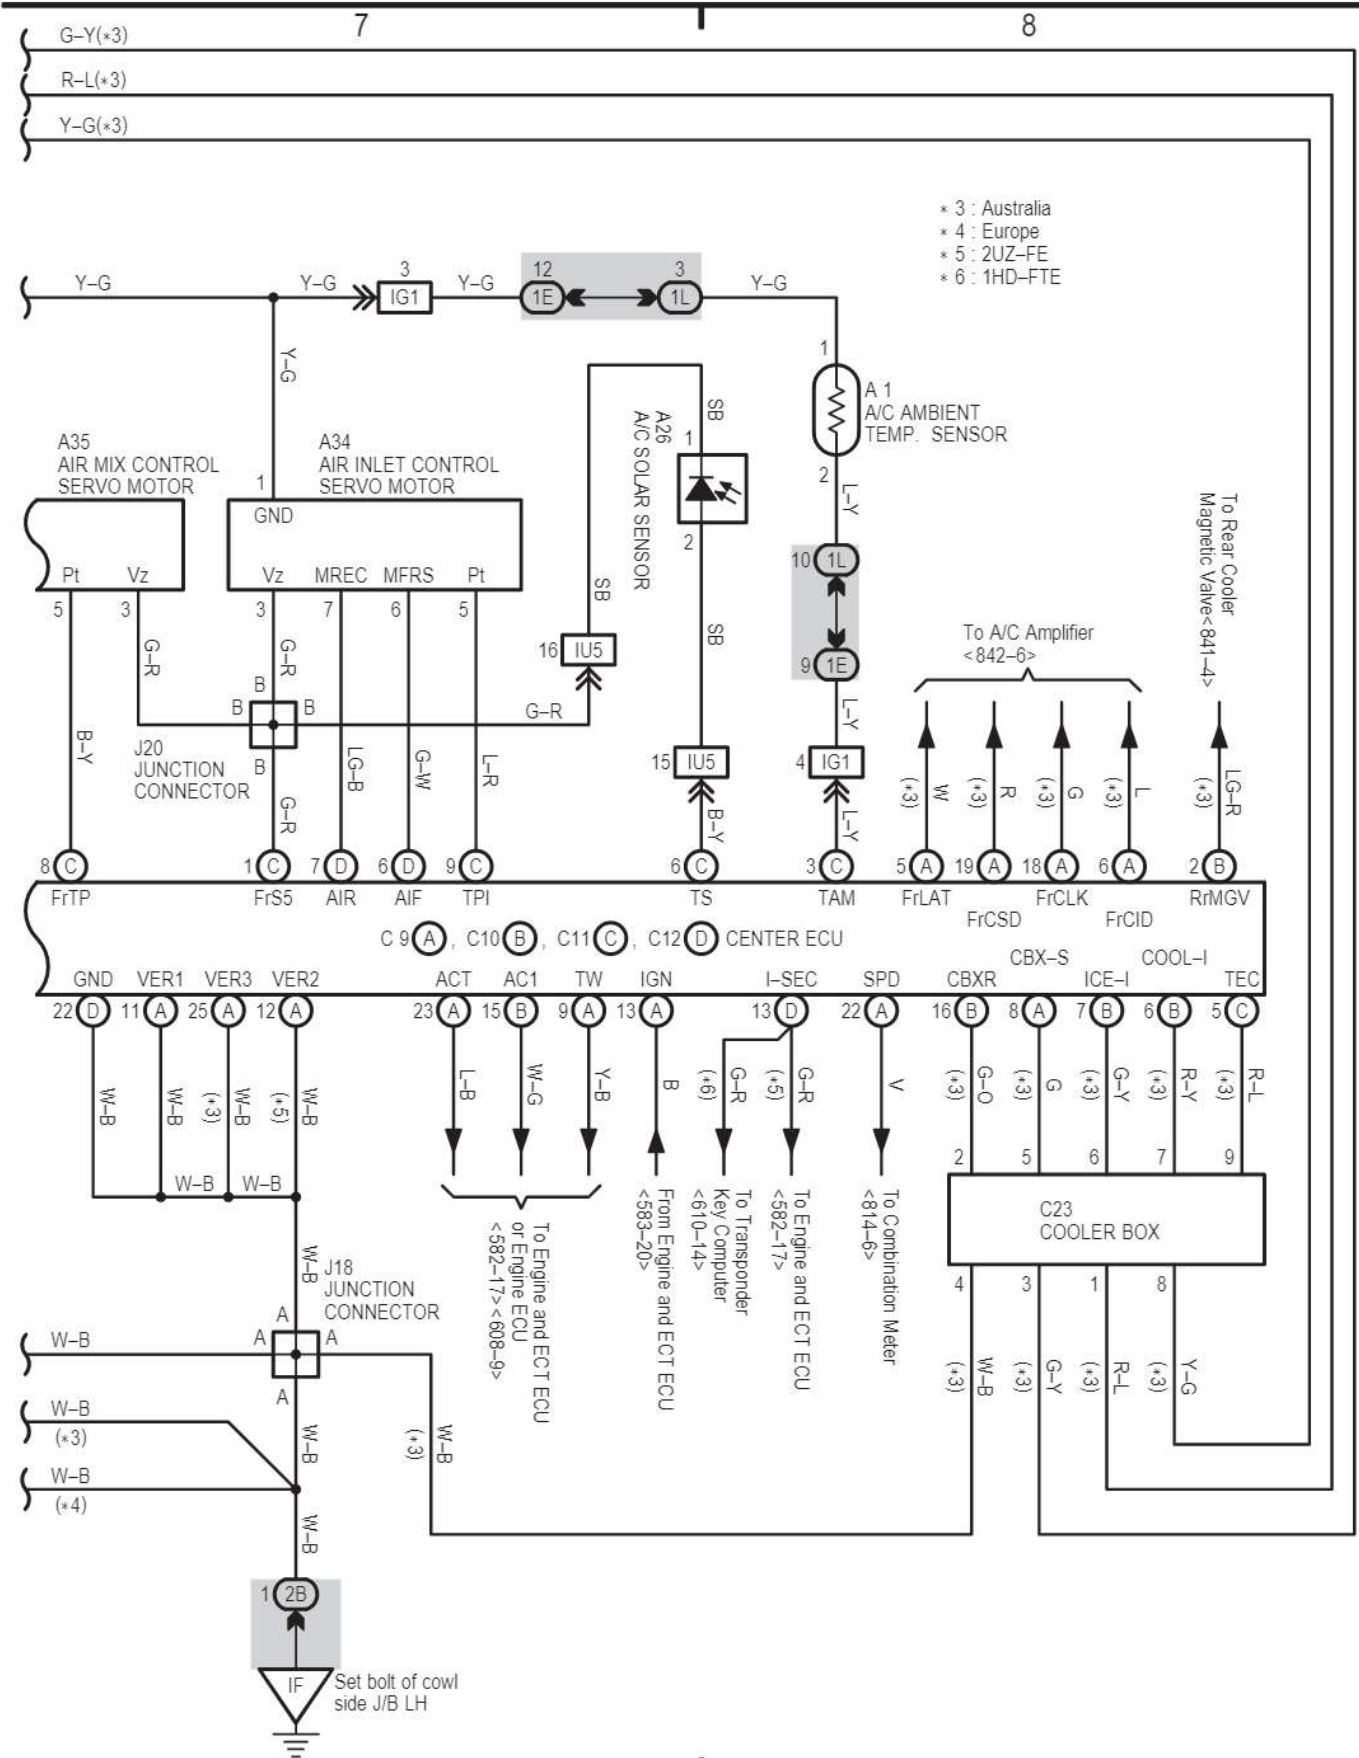 7 8
G–Y(*3)
R–L(*3)
Y–G(*3)
* 3 : Australia
* 4 : Europe
* 5 : 2UZ–FE
* 6 : 1HD–FTE
Y–G Y–G 3 IG1 Y–G 12 1E 3 1L Y–G
Y–G
1
A 1
A/C AMBIENT
TEMP. SENSOR
2
L–Y
SB
A26
A/C SOLAR SENSOR
1
2
A35
AIR MIX CONTROL
SERVO MOTOR
A34
AIR INLET CONTROL
SERVO MOTOR
1
GND
Pt Vz Vz MREC MFRS Pt
5 3 3 7 6 5
10 1L
9 1E
L–Y
SB
SB
16 IU5
G–R
G–R
G–R
B
B B
B
J20
JUNCTION
CONNECTOR
To A/C Amplifier
<842–6>
To Rear Cooler
Magnetic Valve<841–4>
15 IU5
4 IG1
B–Y
G–R
LG–B
G–W
L–R
B–Y
L–Y
W
(*3)
R
(*3)
G
(*3)
L
(*3)
LG–R
(*3)
8 C 1 C 7 D 6 D 9 C 6 C 3 C 5 A 19 A 18 A 6 A 2 B
FrTP FrS5 AIR AIF TPI TS TAM FrLAT FrCLK RrMGV
FrCSD FrCID
C 9 A , C10 B , C11 C , C12 D CENTER ECU
CBX–S COOL–I
GND VER1 VER3 VER2 ACT AC1 TW IGN I–SEC SPD CBXR ICE–I TEC
22 D 11 A 25 A 12 A 23 A 15 B 9 A 13 A 13 D 22 A 16 B 8 A 7 B 6 B 5 C
W–B
W–B
W–B
(*3)
W–B
(*5)
L–B
W–G
Y–B
B
G–R
(*6)
G–R
(*5)
V
G–O
(*3)
G
(*3)
G–Y
(*3)
R–Y
(*3)
R–L
(*3)
W–B W–B
2 5 6 7 9
C23
COOLER BOX
4 3 1 8
To Engine and ECT ECU
or Engine ECU
<582–17><608–9>
From Engine and ECT ECU
<583–20>
To Transponder
Key Computer
<610–14>
To Engine and ECT ECU
<582–17>
To Combination Meter
<814–6>
W–B
J18
JUNCTION
CONNECTOR
A
A A
A
W–B
W–B
(*3)
W–B
(*4)
W–B
W–B
W–B
(*3)
W–B
(*3)
G–Y
(*3)
R–L
(*3)
Y–G
(*3)
1 2B
IF
Set bolt of cowl
side J/B LH